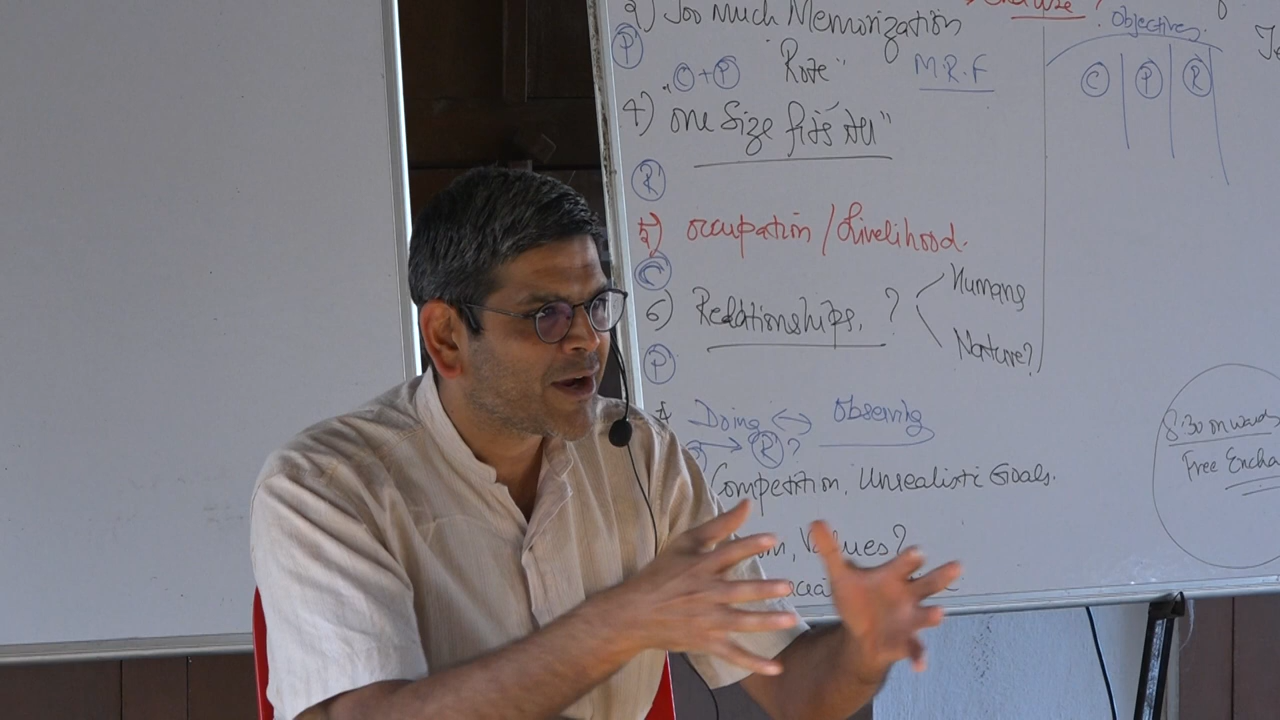 Too much Memorization
Objectives.
P
C + P "Rote" M.R.F
C P R
4) "one size fits All"
R
5) occupation / Livelihood.
C
6) Relationships. ? Humans
Nature?
P
Doing ↔ Observing
R ?
Competition, Unrealistic Goals.
Values?
8:30 onwards
Free